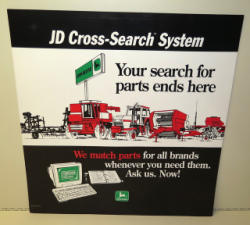 JD Cross-Search™ System
Your search for
parts ends here
We match parts for all brands
whenever you need them.
Ask us. Now!